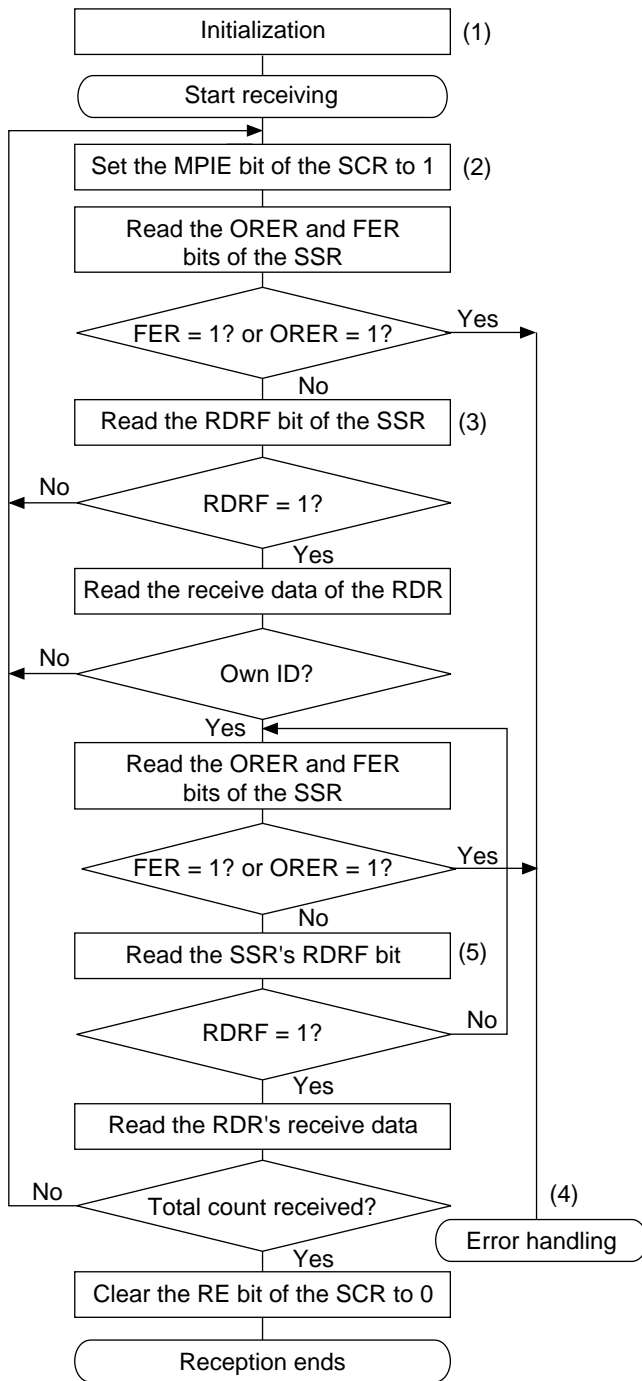 Initialization
(1)
Start receiving
Set the MPIE bit of the SCR to 1
(2)
Read the ORER and FER
bits of the SSR
FER = 1? or ORER = 1?
Yes
No
Read the RDRF bit of the SSR
(3)
No
RDRF = 1?
Yes
Read the receive data of the RDR
No
Own ID?
Yes
Read the ORER and FER
bits of the SSR
FER = 1? or ORER = 1?
Yes
No
Read the SSR's RDRF bit
(5)
RDRF = 1?
No
Yes
Read the RDR's receive data
No
Total count received?
(4)
Error handling
Yes
Clear the RE bit of the SCR to 0
Reception ends